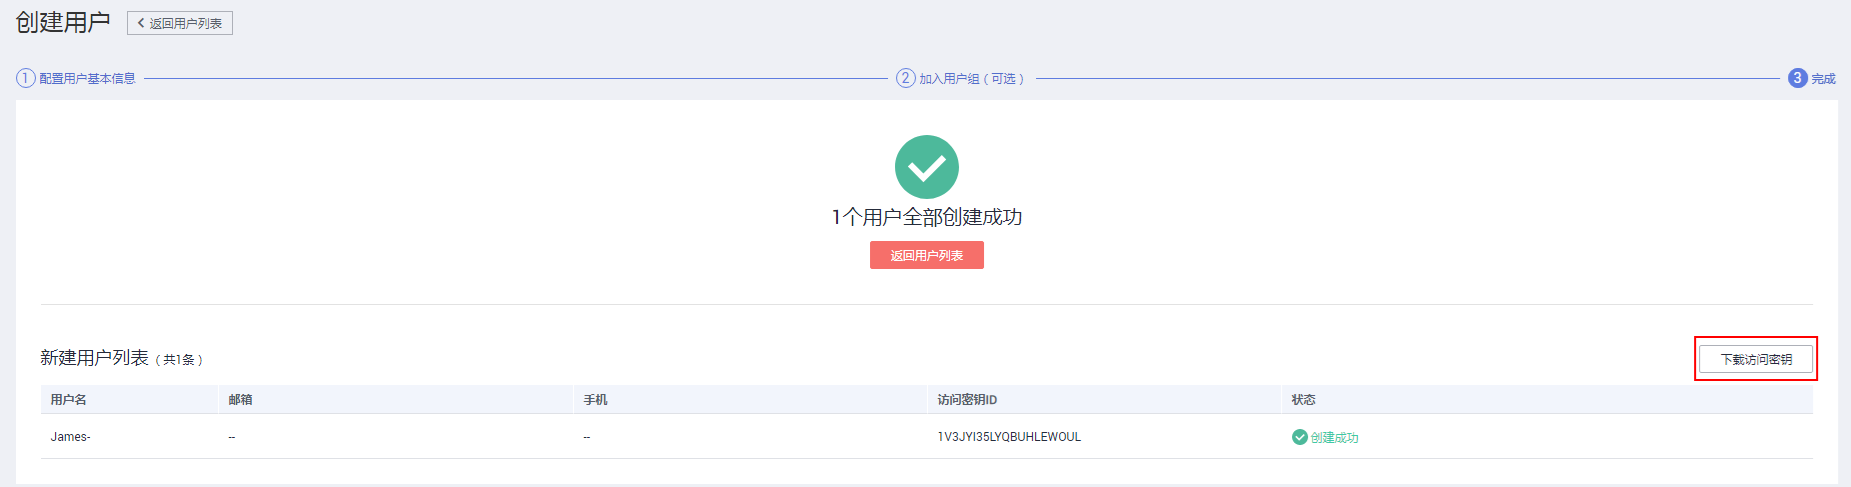 创建用户 返回用户列表
1 配置用户基本信息 2 加入用户组（可选） 3 完成
1个用户全部创建成功
返回用户列表
新建用户列表（共1条） 下载访问密钥
用户名 邮箱 手机 访问密钥ID 状态
James- -- -- 1V3JYI35LYQBUHLEWOUL 创建成功